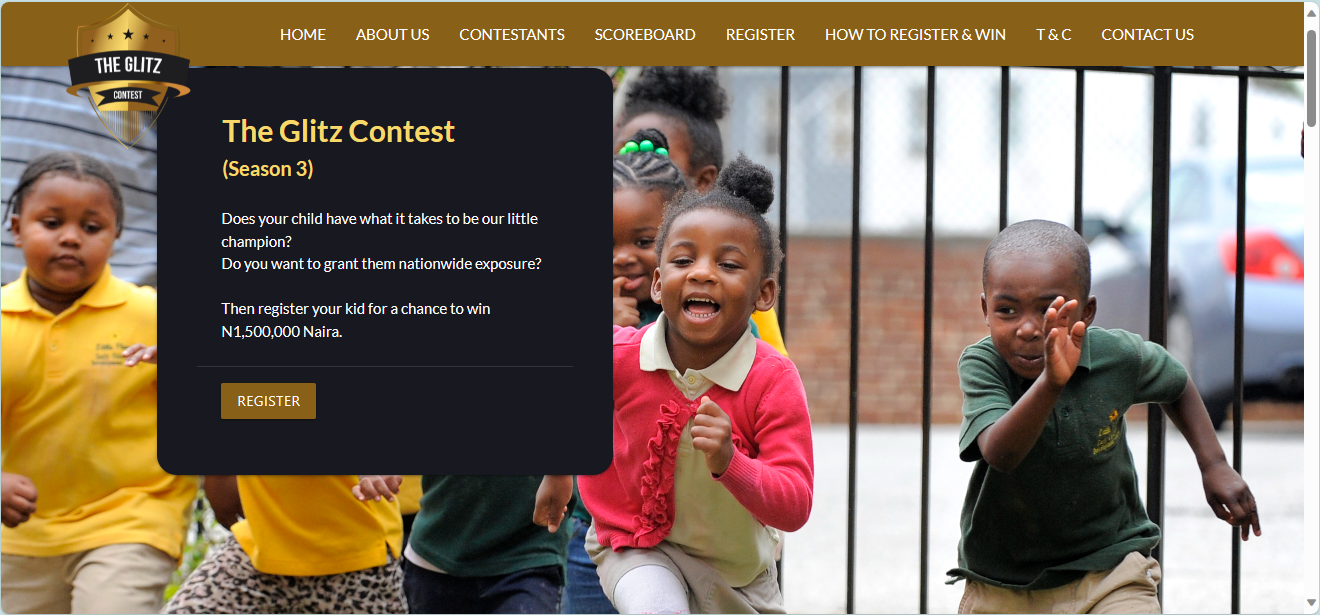 THE GLITZ
CONTEST
HOME ABOUT US CONTESTANTS SCOREBOARD REGISTER HOW TO REGISTER & WIN T & C CONTACT US
The Glitz Contest
(Season 3)
Does your child have what it takes to be our little
champion?
Do you want to grant them nationwide exposure?
Then register your kid for a chance to win
N1,500,000 Naira.
REGISTER